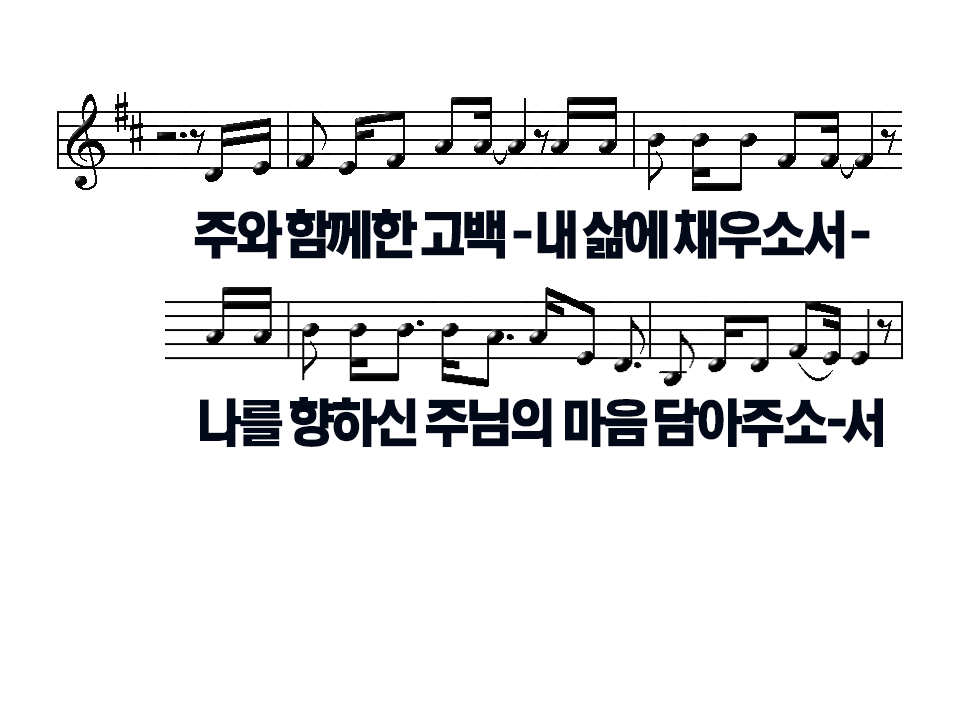 주와 함께한 고백 - 내 삶에 채우소서 -
나를 향하신 주님의 마음 담아주소-서